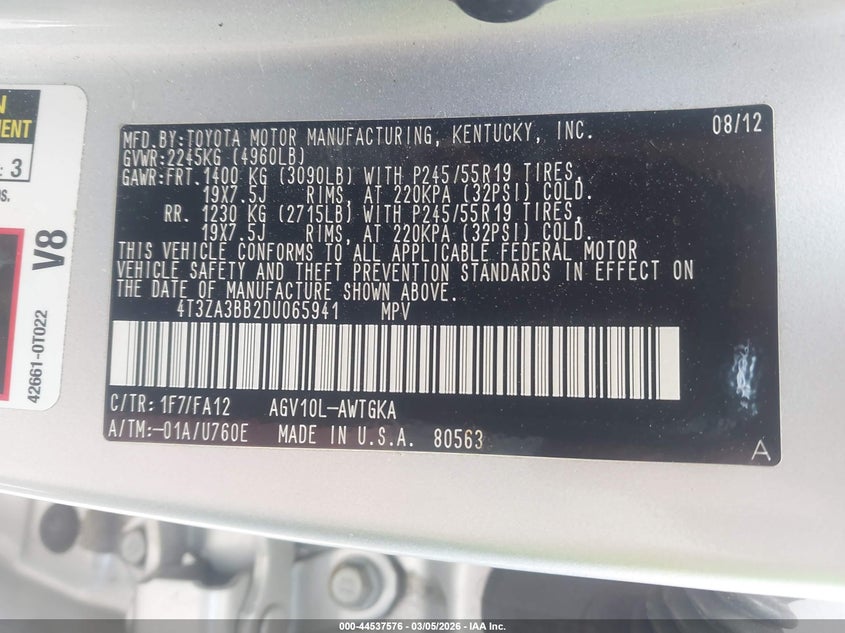 N
MENT
: 3
OS.
V8
42661-0T022
MFD.BY:TOYOTA MOTOR MANUFACTURING, KENTUCKY, INC. 08/12
GVWR:2245KG (4960LB)
GAWR:FRT.1400 KG (3090LB) WITH P245/55R19 TIRES,
19X7.5J RIMS, AT 220KPA (32PSI) COLD.
RR. 1230 KG (2715LB) WITH P245/55R19 TIRES,
19X7.5J RIMS, AT 220KPA (32PSI) COLD.
THIS VEHICLE CONFORMS TO ALL APPLICABLE FEDERAL MOTOR
VEHICLE SAFETY AND THEFT PREVENTION STANDARDS IN EFFECT ON
THE DATE OF MANUFACTURE SHOWN ABOVE.
4T3ZA3BB2DU065941 MPV
C/TR: 1F7/FA12 AGV10L-AWTGKA
A/TM:-01A/U760E MADE IN U.S.A. 80563
A
000-44537576 — 03/05/2026 — IAA Inc.